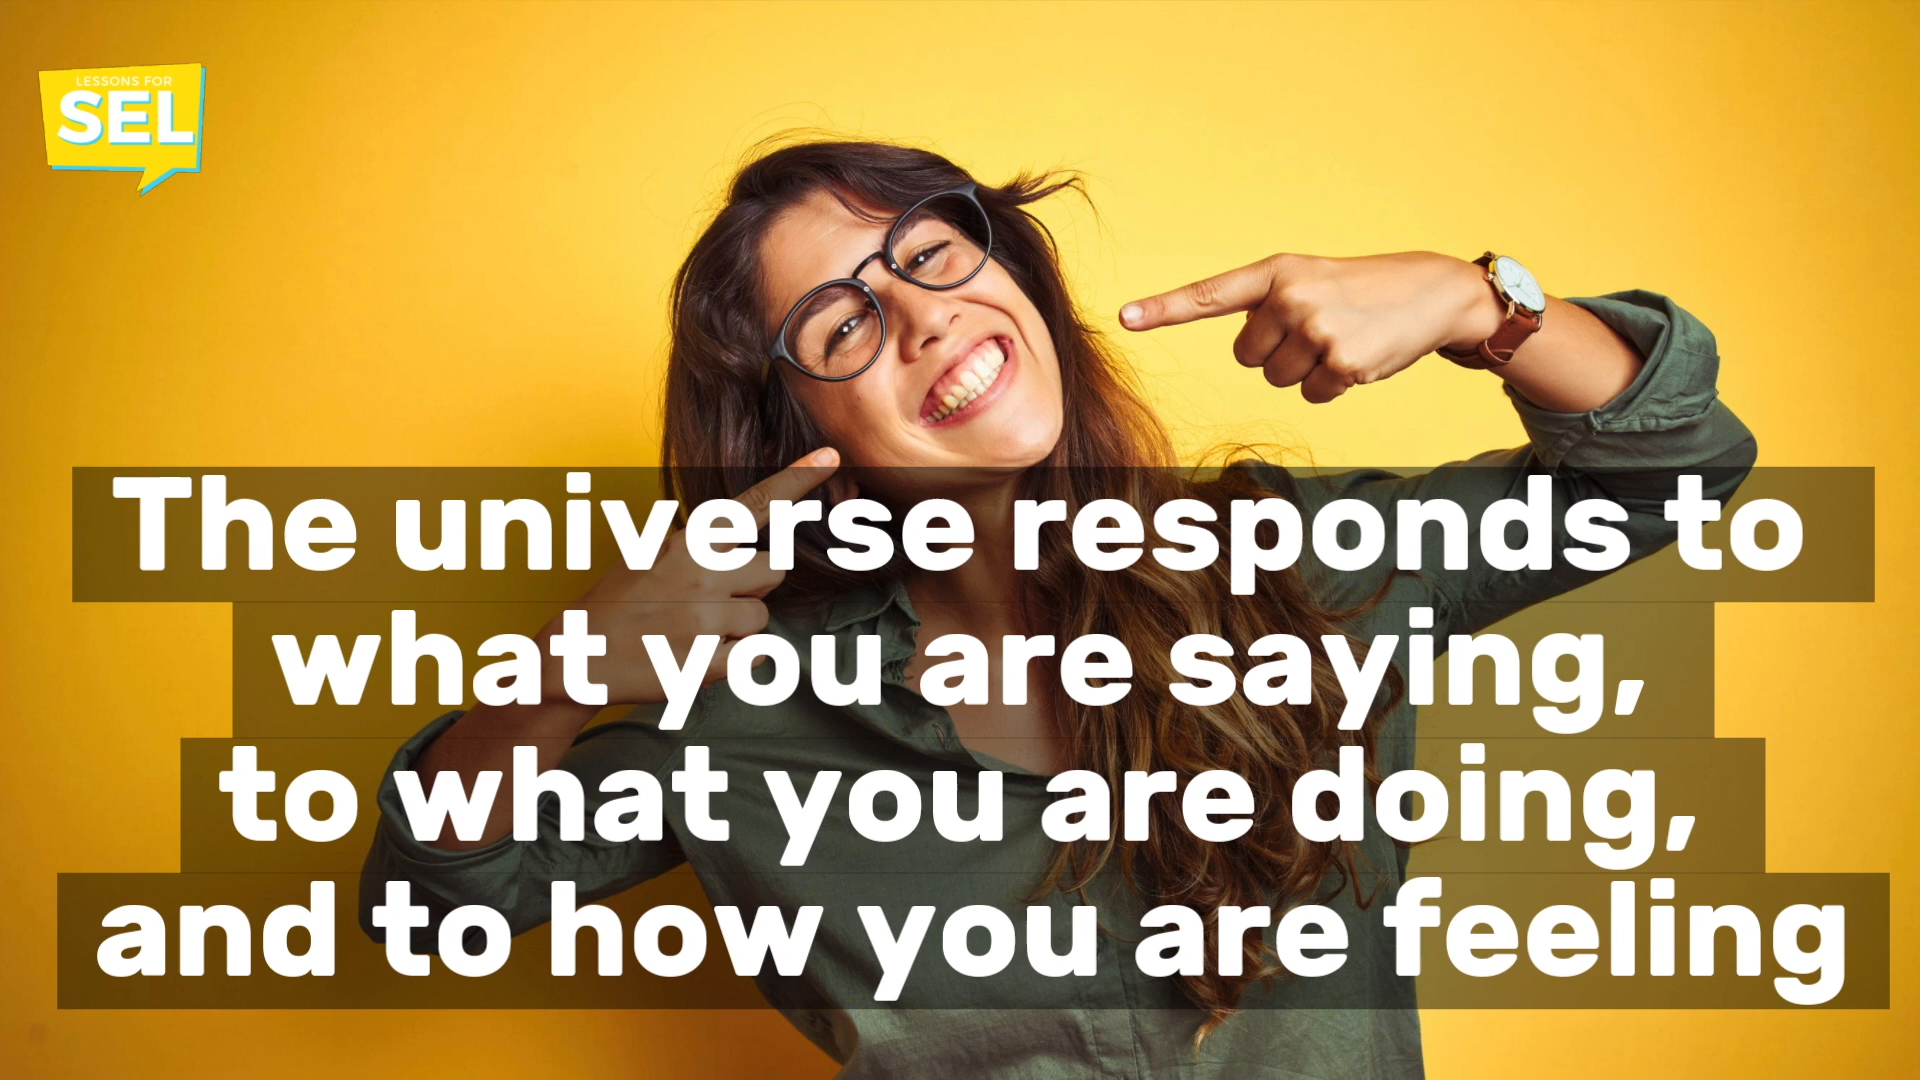 LESSONS FOR
SEL
The universe responds to
what you are saying,
to what you are doing,
and to how you are feeling